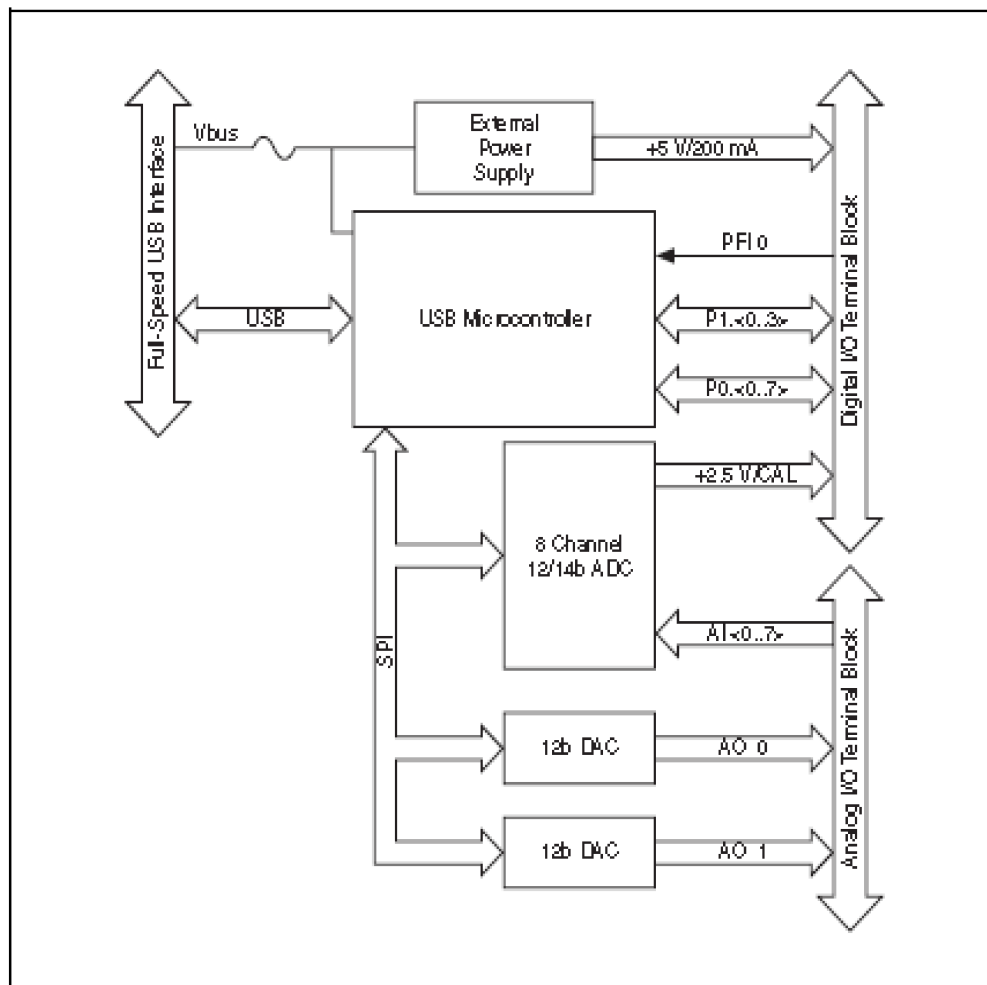 Vbus
External
Power
Supply
+5 V/200 mA
Full-Speed USB Interface
USB
USB Microcontroller
PFI 0
P1.<0..3>
P0.<0..7>
Digital I/O Terminal Block
+2.5 V/CAL
8 Channel
12/14b ADC
AI<0..7>
SPI
12b DAC
AO 0
12b DAC
AO 1
Analog I/O Terminal Block